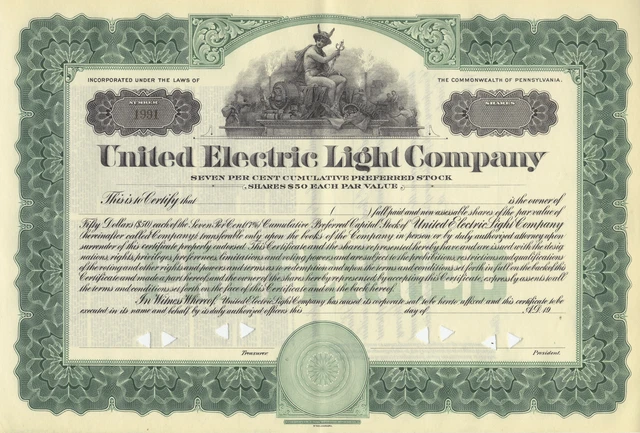 INCORPORATED UNDER THE LAWS OF
THE COMMONWEALTH OF PENNSYLVANIA.
NUMBER
1991
SHARES
United Electric Light Company
SEVEN PER CENT CUMULATIVE PREFERRED STOCK
SHARES $50 EACH PAR VALUE
This is to Certify that is the owner of
( ) full paid and non assessable shares of the par value of
Fifty Dollars ($50) each of the Seven Per Cent (7%) Cumulative Preferred Capital Stock of United Electric Light Company
(hereinafter called Company), transferable only upon the books of the Company in person or by duly authorized attorney upon
surrender of this certificate properly endorsed. This Certificate and the shares represented hereby have and are issued with the desig
nations, rights, privileges, preferences, limitations and voting powers and are subject to the prohibitions, restrictions and qualifications
of the voting and other rights and powers and terms as to redemption and upon the terms and conditions set forth in full on the back of this
Certificate and made a part hereof, and the owner of the shares hereby represented, by accepting this Certificate, expressly assents to all
the terms and conditions set forth on the face of this Certificate and on the back hereof.
In Witness Whereof, United Electric Light Company has caused its corporate seal to be hereto affixed and this certificate to be
executed in its name and behalf by its duly authorized officers this day of A.D. 19
Treasurer.
President.